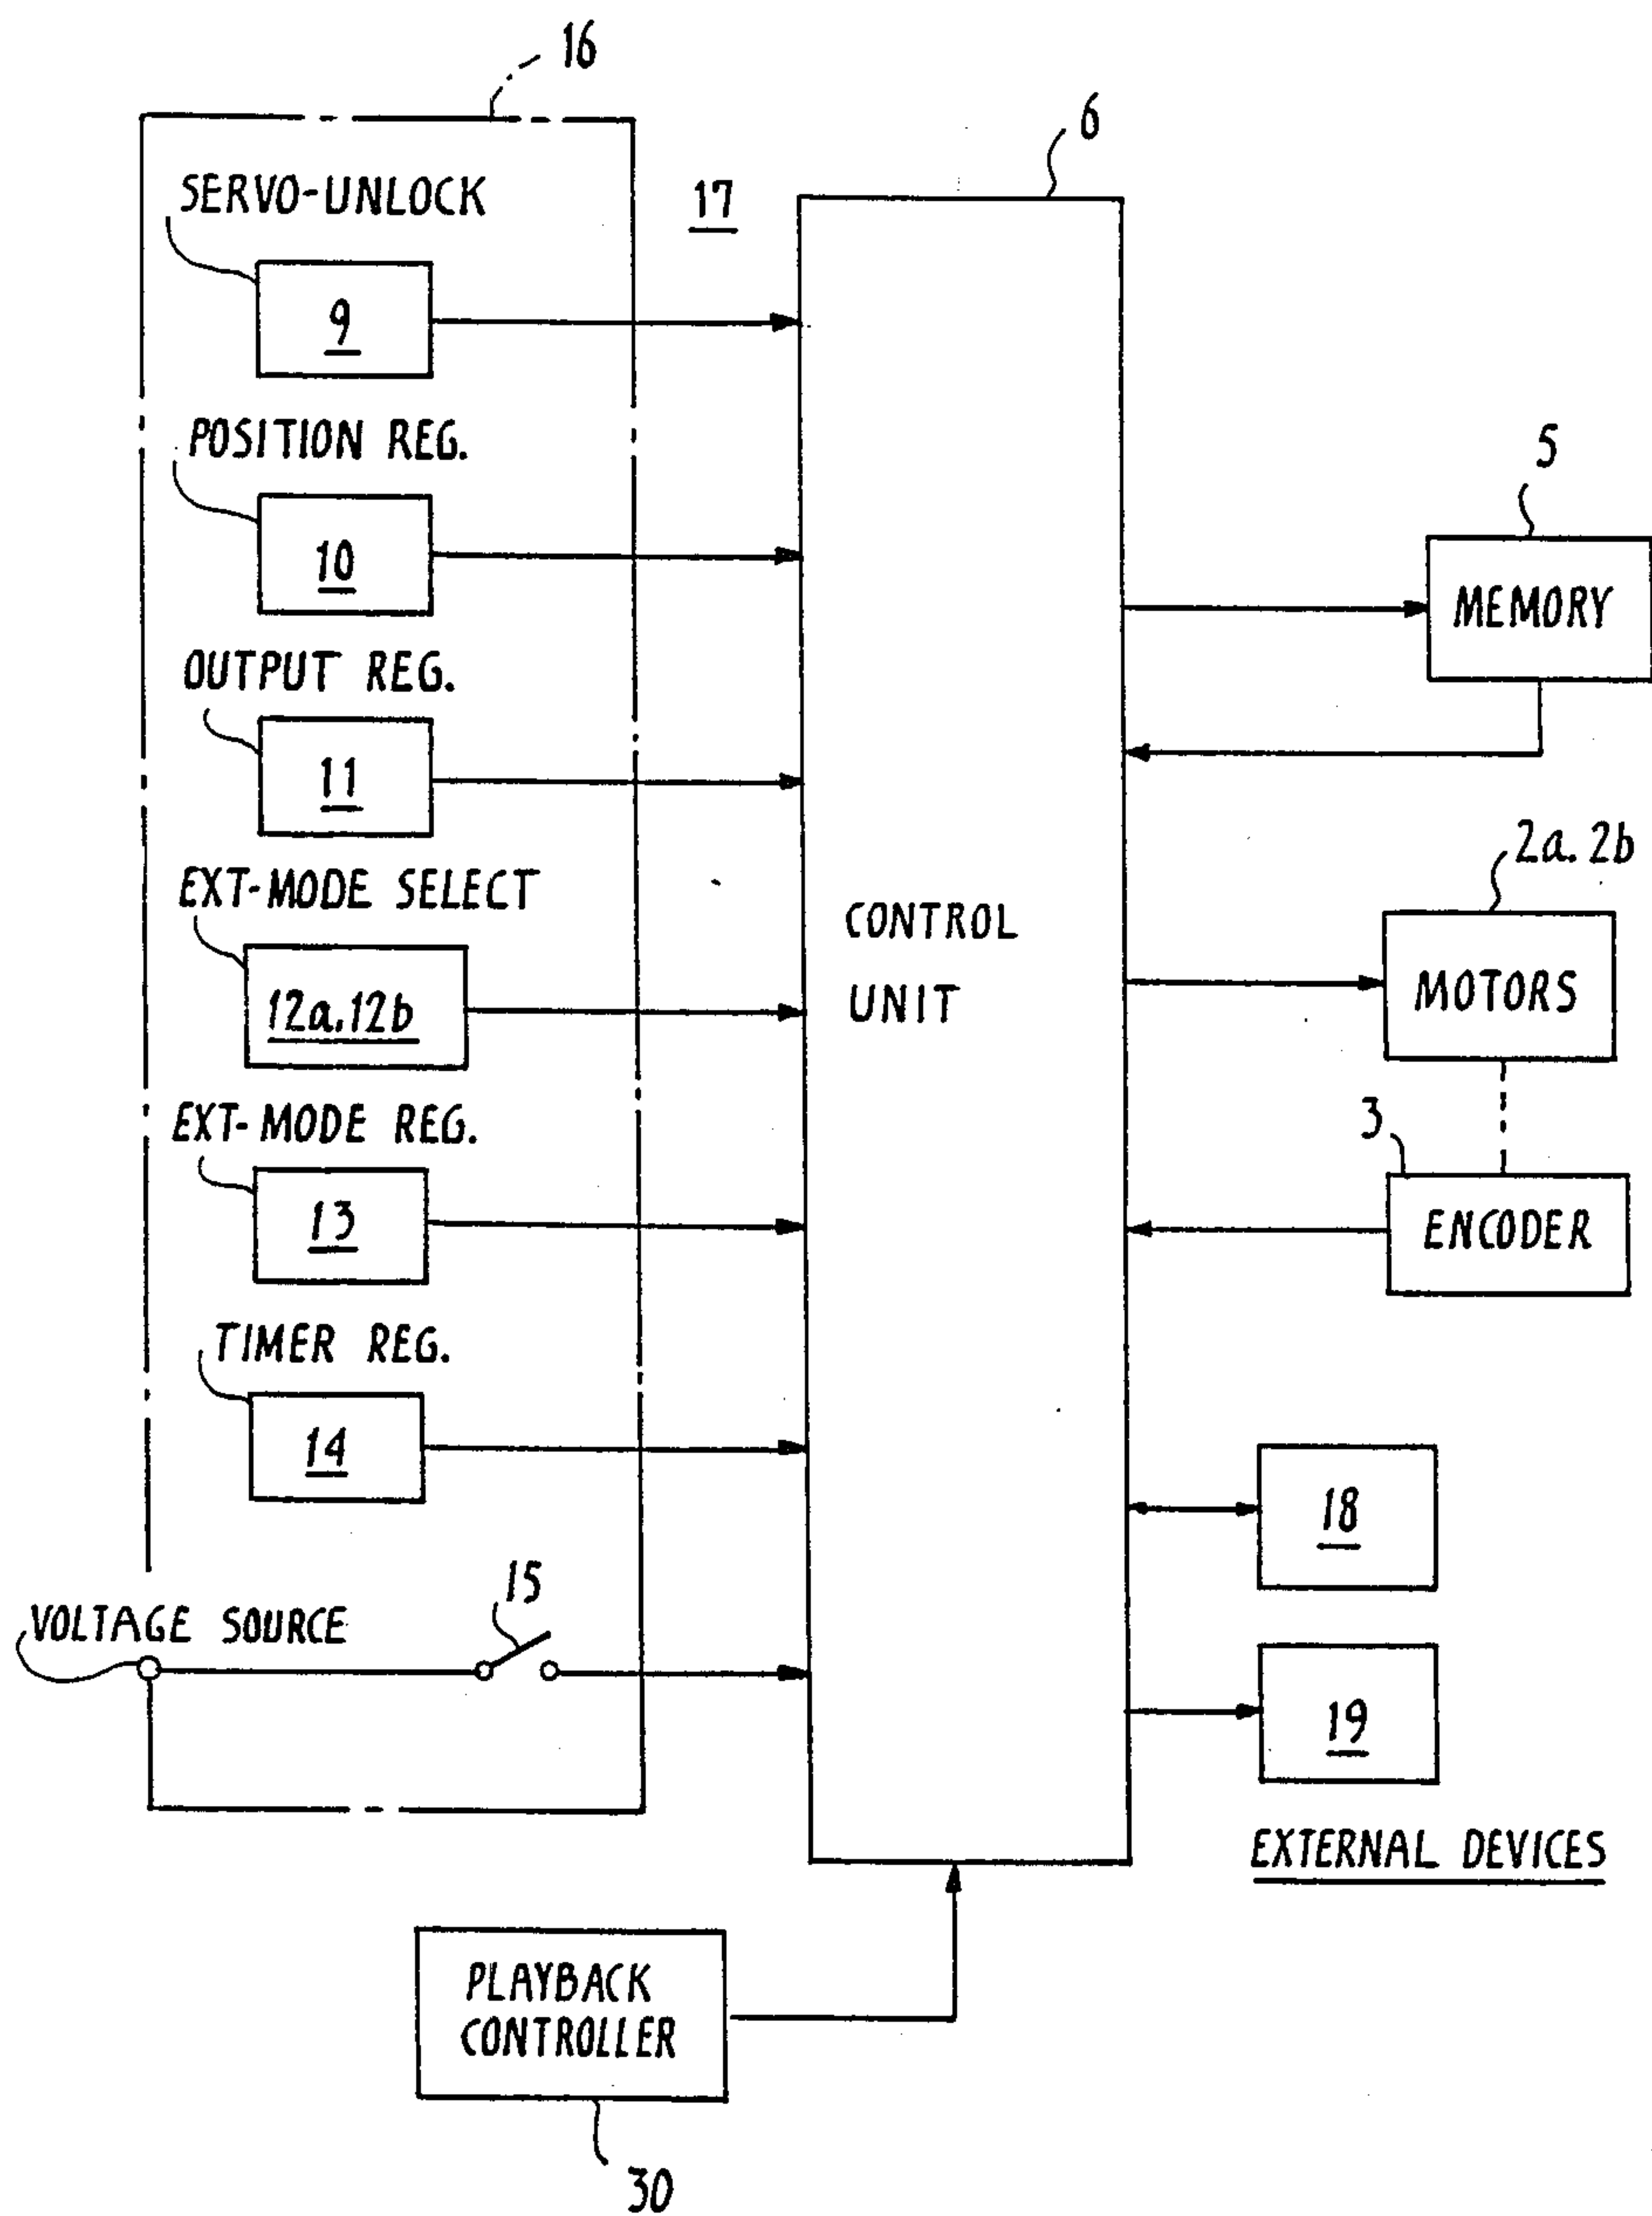 16
6
17
SERVO-UNLOCK
9
POSITION REG.
10
OUTPUT REG.
11
EXT-MODE SELECT
12a.12b
EXT-MODE REG.
13
TIMER REG.
14
15
VOLTAGE SOURCE
CONTROL
UNIT
5
MEMORY
2a. 2b
MOTORS
3
ENCODER
18
19
EXTERNAL DEVICES
PLAYBACK
CONTROLLER
30